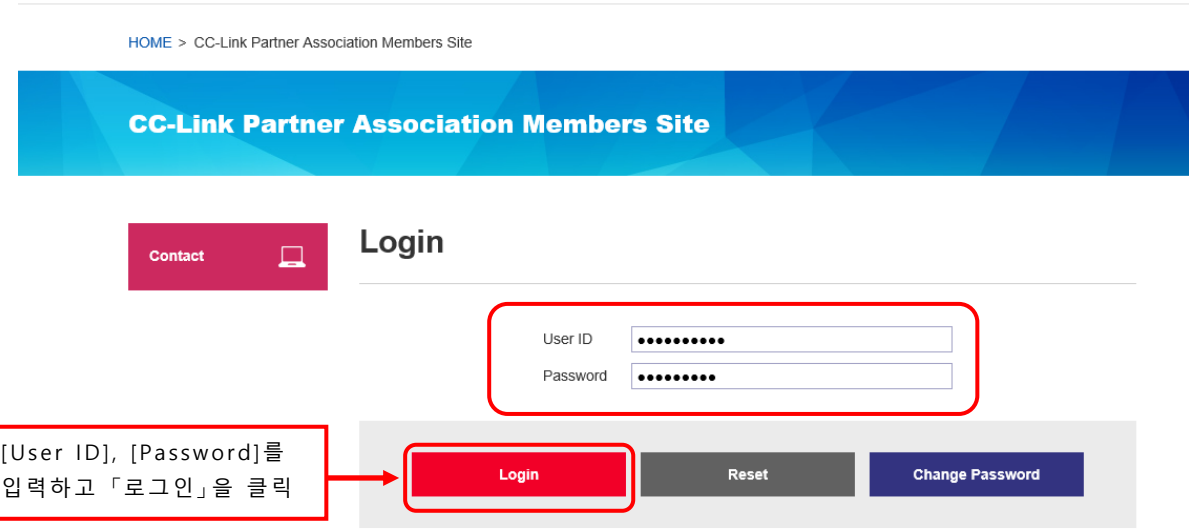 HOME > CC-Link Partner Association Members Site
CC-Link Partner Association Members Site
Contact
Login
User ID ●●●●●●●●●●
Password ●●●●●●●●●
[User ID], [Password]를
입력하고 「로그인」을 클릭
Login Reset Change Password